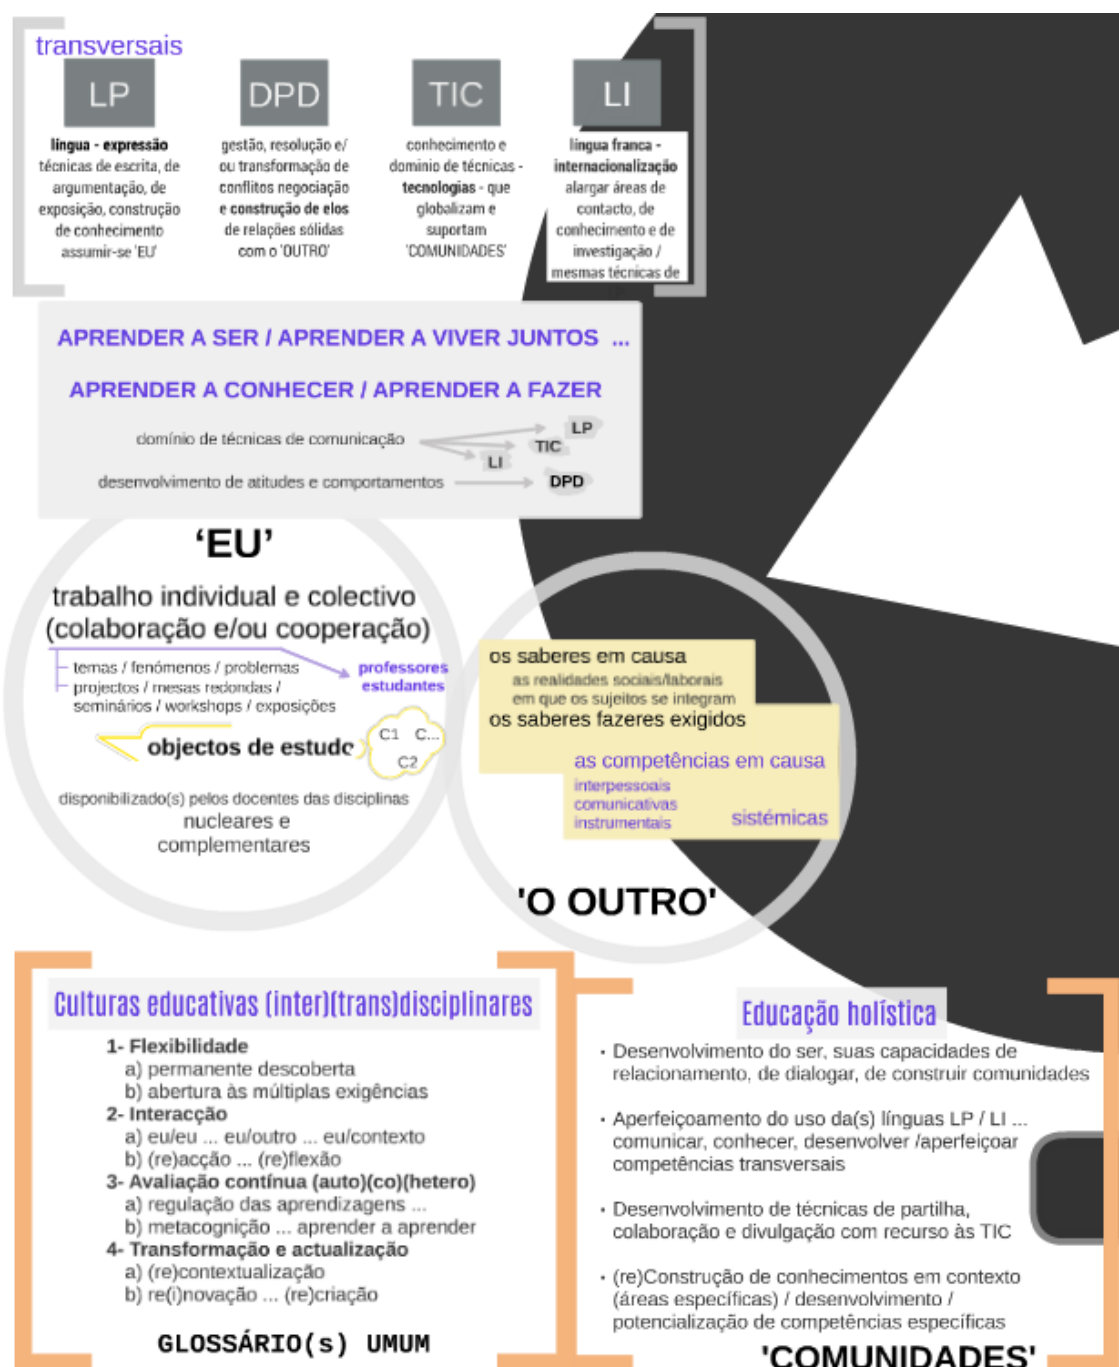 transversais
LP
língua - expressão
técnicas de escrita, de
argumentação, de
exposição, construção
de conhecimento
assumir-se 'EU'
DPD
gestão, resolução e/
ou transformação de
conflitos negociação
e construção de elos
de relações sólidas
com o 'OUTRO'
TIC
conhecimento e
dominio de técnicas -
tecnologias - que
globalizam e
suportam
'COMUNIDADES'
LI
língua franca -
internacionalização
alargar áreas de
contacto, de
conhecimento e de
investigação /
mesmas técnicas de
APRENDER A SER / APRENDER A VIVER JUNTOS ...
APRENDER A CONHECER / APRENDER A FAZER
domínio de técnicas de comunicação
LP
TIC
LI
desenvolvimento de atitudes e comportamentos
DPD
‘EU’
trabalho individual e colectivo
(colaboração e/ou cooperação)
temas / fenómenos / problemas
projectos / mesas redondas /
seminários / workshops / exposições
professores
estudantes
objectos de estudo
C1 C...
C2
disponibilizado(s) pelos docentes das disciplinas
nucleares e
complementares
os saberes em causa
as realidades sociais/laborais
em que os sujeitos se integram
os saberes fazeres exigidos
as competências em causa
interpessoais
comunicativas
instrumentais
sistémicas
'O OUTRO'
Culturas educativas (inter)(trans)disciplinares
1- Flexibilidade
a) permanente descoberta
b) abertura às múltiplas exigências
2- Interacção
a) eu/eu ... eu/outro ... eu/contexto
b) (re)acção ... (re)flexão
3- Avaliação contínua (auto)(co)(hetero)
a) regulação das aprendizagens ...
b) metacognição ... aprender a aprender
4- Transformação e actualização
a) (re)contextualização
b) re(i)novação ... (re)criação
GLOSSÁRIO(s) UMUM
Educação holística
· Desenvolvimento do ser, suas capacidades de
relacionamento, de dialogar, de construir comunidades
· Aperfeiçoamento do uso da(s) línguas LP / LI ...
comunicar, conhecer, desenvolver /aperfeiçoar
competências transversais
· Desenvolvimento de técnicas de partilha,
colaboração e divulgação com recurso às TIC
· (re)Construção de conhecimentos em contexto
(áreas específicas) / desenvolvimento /
potencialização de competências específicas
'COMUNIDADES'